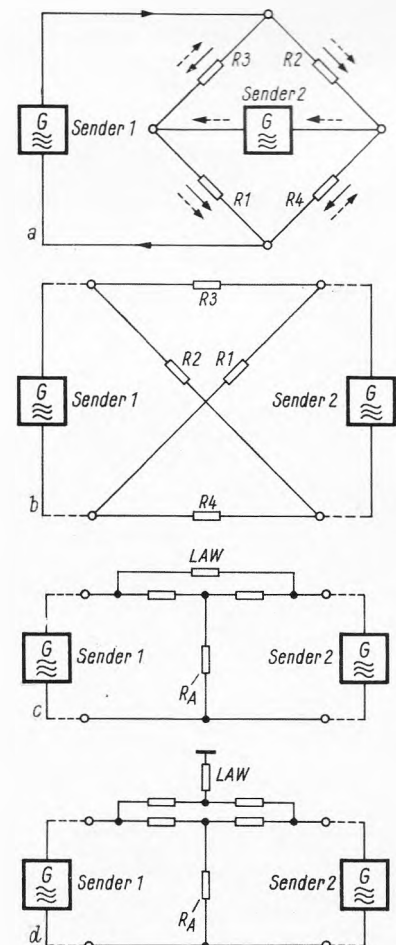 R3
R2
Sender 2
G
Sender 1
G
R1
R4
a
R3
G
Sender 1
R2
R1
Sender 2
G
R4
b
LAW
G
Sender 1
R_A
Sender 2
G
c
LAW
G
Sender 1
R_A
Sender 2
G
d